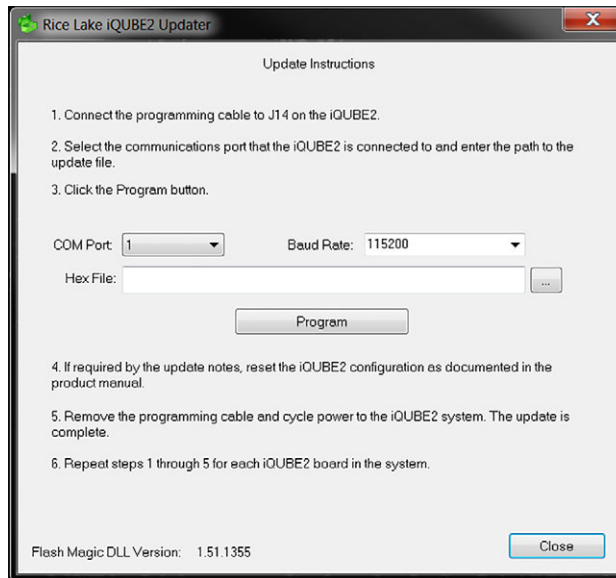 Rice Lake iQUBE2 Updater
Update Instructions
1. Connect the programming cable to J14 on the iQUBE2.
2. Select the communications port that the iQUBE2 is connected to and enter the path to the
update file.
3. Click the Program button.
COM Port: 1 Baud Rate: 115200
Hex File: ...
Program
4. If required by the update notes, reset the iQUBE2 configuration as documented in the
product manual.
5. Remove the programming cable and cycle power to the iQUBE2 system. The update is
complete.
6. Repeat steps 1 through 5 for each iQUBE2 board in the system.
Flash Magic DLL Version: 1.51.1355
Close